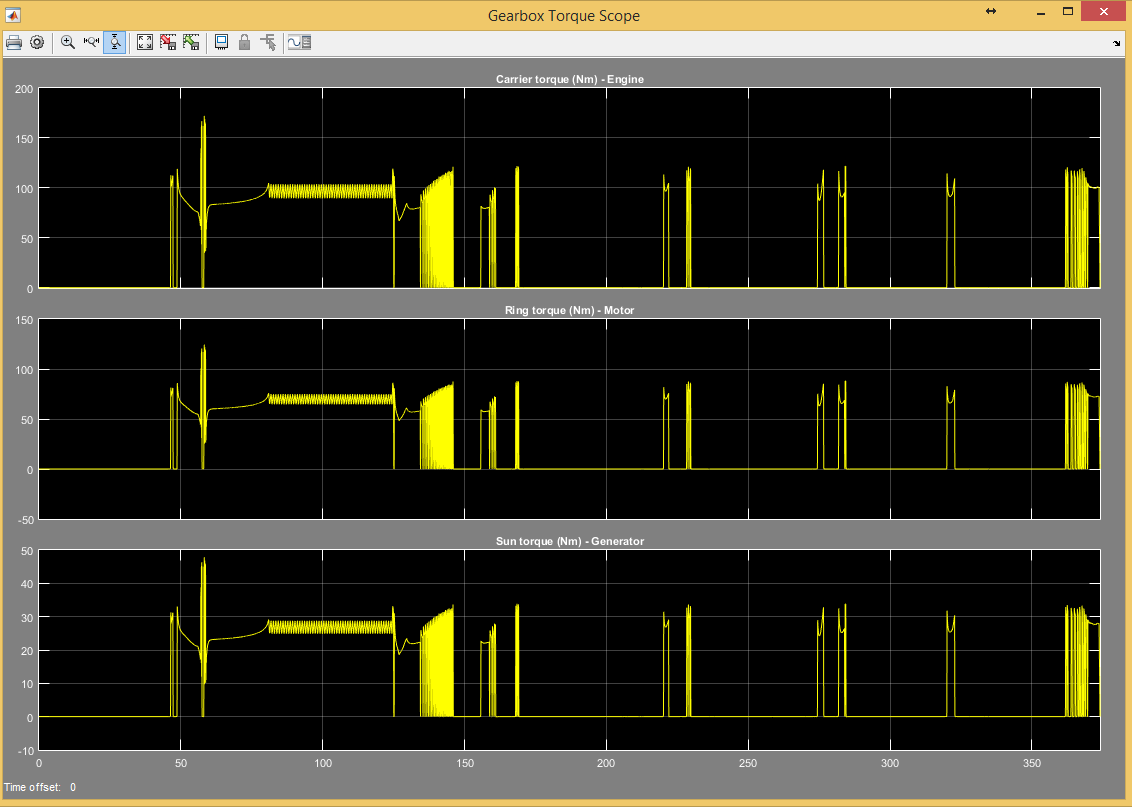 Gearbox Torque Scope
Carrier torque (Nm) - Engine
200
150
100
50
0
Ring torque (Nm) - Motor
150
100
50
0
-50
Sun torque (Nm) - Generator
50
40
30
20
10
0
-10
0 50 100 150 200 250 300 350
Time offset: 0